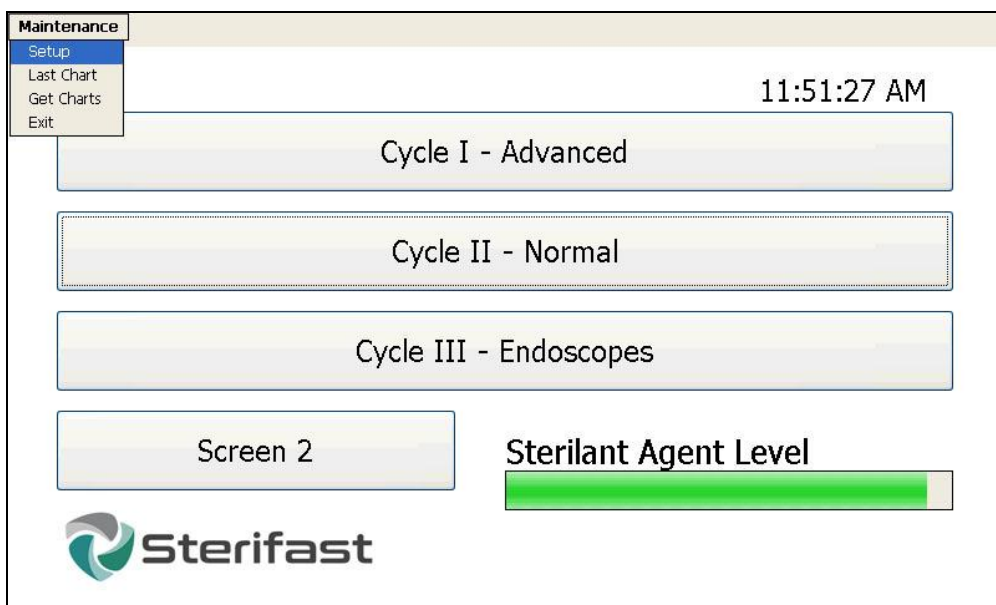 Maintenance
Setup
Last Chart
Get Charts
Exit
11:51:27 AM
Cycle I - Advanced
Cycle II - Normal
Cycle III - Endoscopes
Screen 2
Sterilant Agent Level
Sterifast